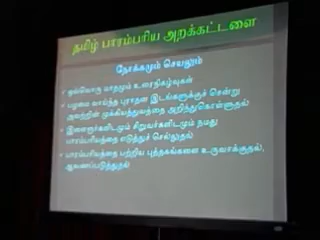 தமிழ் பாரம்பரிய அறக்கட்டளை
நோக்கமும் செயலும்
✓ ஒவ்வொரு மாதமும் உரைநிகழ்வுகள்
✓ பழமை வாய்ந்த புராதன இடங்களுக்குச் சென்று
அவற்றின் முக்கியத்துவத்தை அறிந்துகொள்ளுதல்
✓ இளைஞர்களிடமும் சிறுவர்களிடமும் நமது
பாரம்பரியத்தை எடுத்துச் செல்லுதல்
✓ பாரம்பரியத்தை பற்றிய புத்தகங்களை உருவாக்குதல்,
ஆவணப்படுத்துதல்